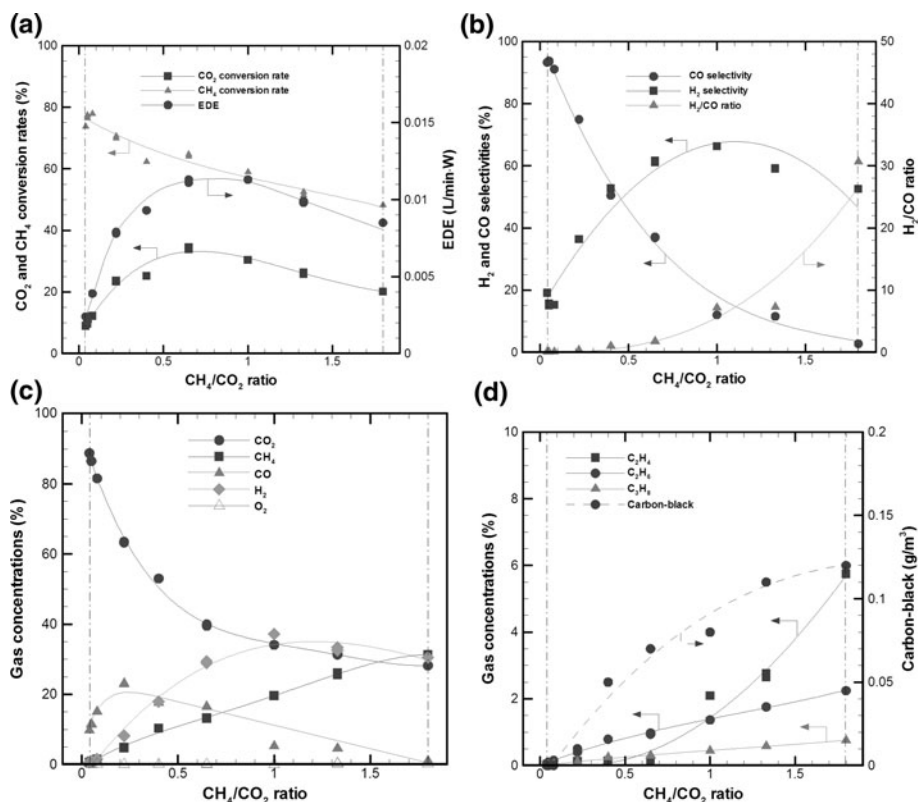 (a)
CO₂ and CH₄ conversion rates (%)
100
80
60
40
20
0
CO₂ conversion rate
CH₄ conversion rate
EDE
0.02
0.015
0.01
0.005
0
EDE (L/min·W)
0
0.5
1
1.5
CH₄/CO₂ ratio
(b)
H₂ and CO selectivities (%)
100
80
60
40
20
0
CO selectivity
H₂ selectivity
H₂/CO ratio
50
40
30
20
10
0
H₂/CO ratio
0
0.5
1
1.5
CH₄/CO₂ ratio
(c)
Gas concentrations (%)
100
80
60
40
20
0
CO₂
CH₄
CO
H₂
O₂
0
0.5
1
1.5
CH₄/CO₂ ratio
(d)
Gas concentrations (%)
10
8
6
4
2
0
C₂H₄
C₂H₆
C₃H₈
Carbon-black
0.2
0.15
0.1
0.05
0
Carbon-black (g/m³)
0
0.5
1
1.5
CH₄/CO₂ ratio